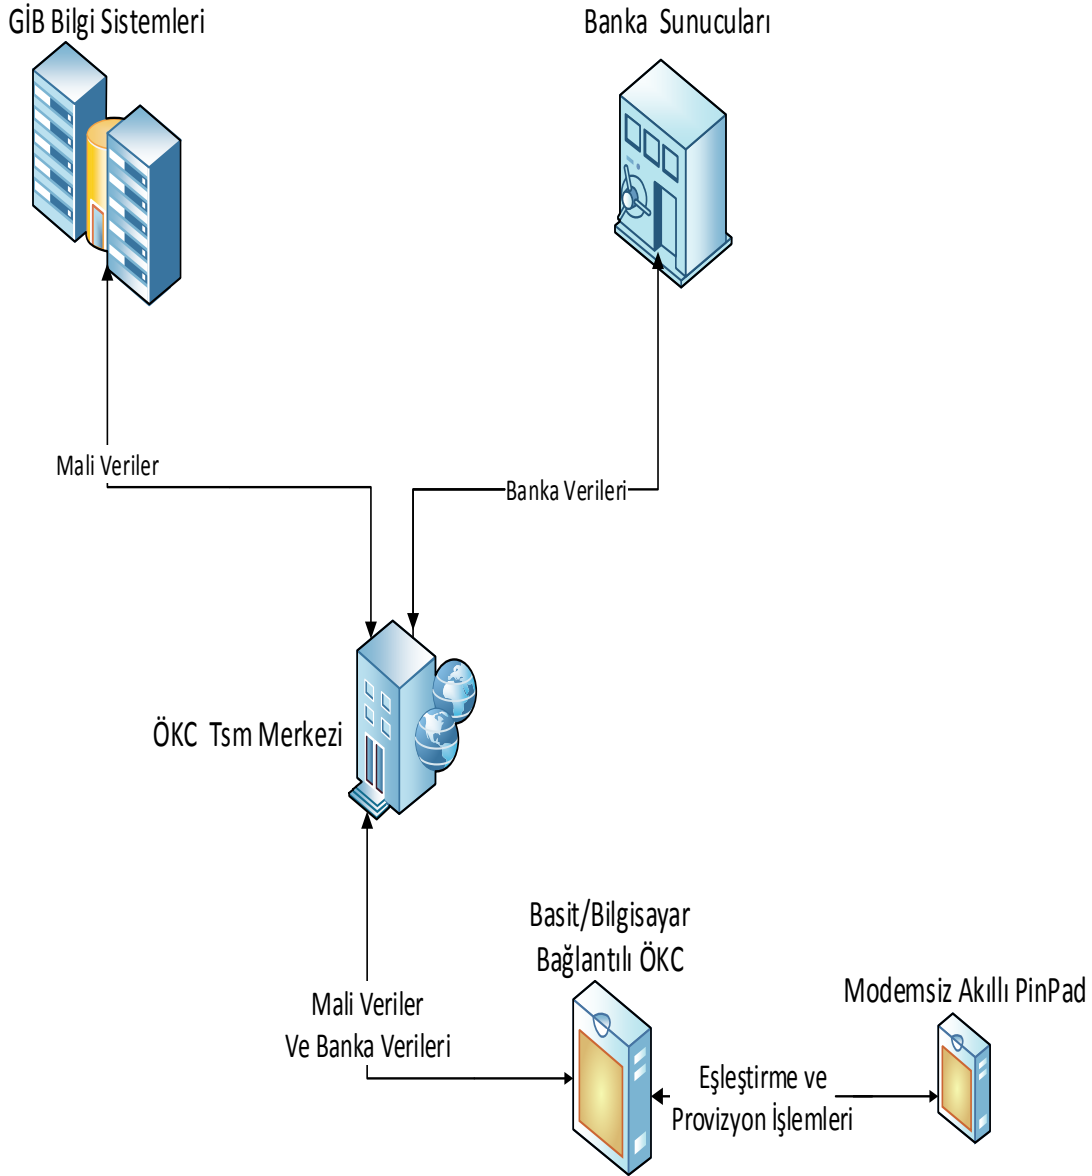 GİB Bilgi Sistemleri
Banka Sunucuları
Mali Veriler
Banka Verileri
ÖKC Tsm Merkezi
Basit/Bilgisayar
Bağlantılı ÖKC
Mali Veriler
Ve Banka Verileri
Modemsiz Akıllı PinPad
Eşleştirme ve
Provizyon İşlemleri